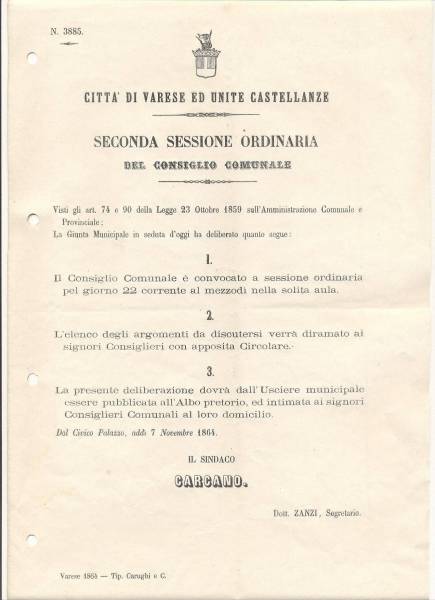 N. 3885.
CITTA' DI VARESE ED UNITE CASTELLANZE
SECONDA SESSIONE ORDINARIA
DEL CONSIGLIO COMUNALE
Visti gli art. 74 e 90 della Legge 23 Ottobre 1859 sull'Amministrazione Comunale e
Provinciale;
La Giunta Municipale in seduta d'oggi ha deliberato quanto segue:
1.
Il Consiglio Comunale è convocato a sessione ordinaria
pel giorno 22 corrente al mezzodì nella solita aula.
2.
L'elenco degli argomenti da discutersi verrà diramato ai
signori Consiglieri con apposita Circolare.
3.
La presente deliberazione dovrà dall'Usciere municipale
essere pubblicata all'Albo pretorio, ed intimata ai signori
Consiglieri Comunali al loro domicilio.
Dal Civico Palazzo, addì 7 Novembre 1864.
IL SINDACO
CARCANO.
Dott. ZANZI, Segretario.
Varese 1864 — Tip. Carughi e C.